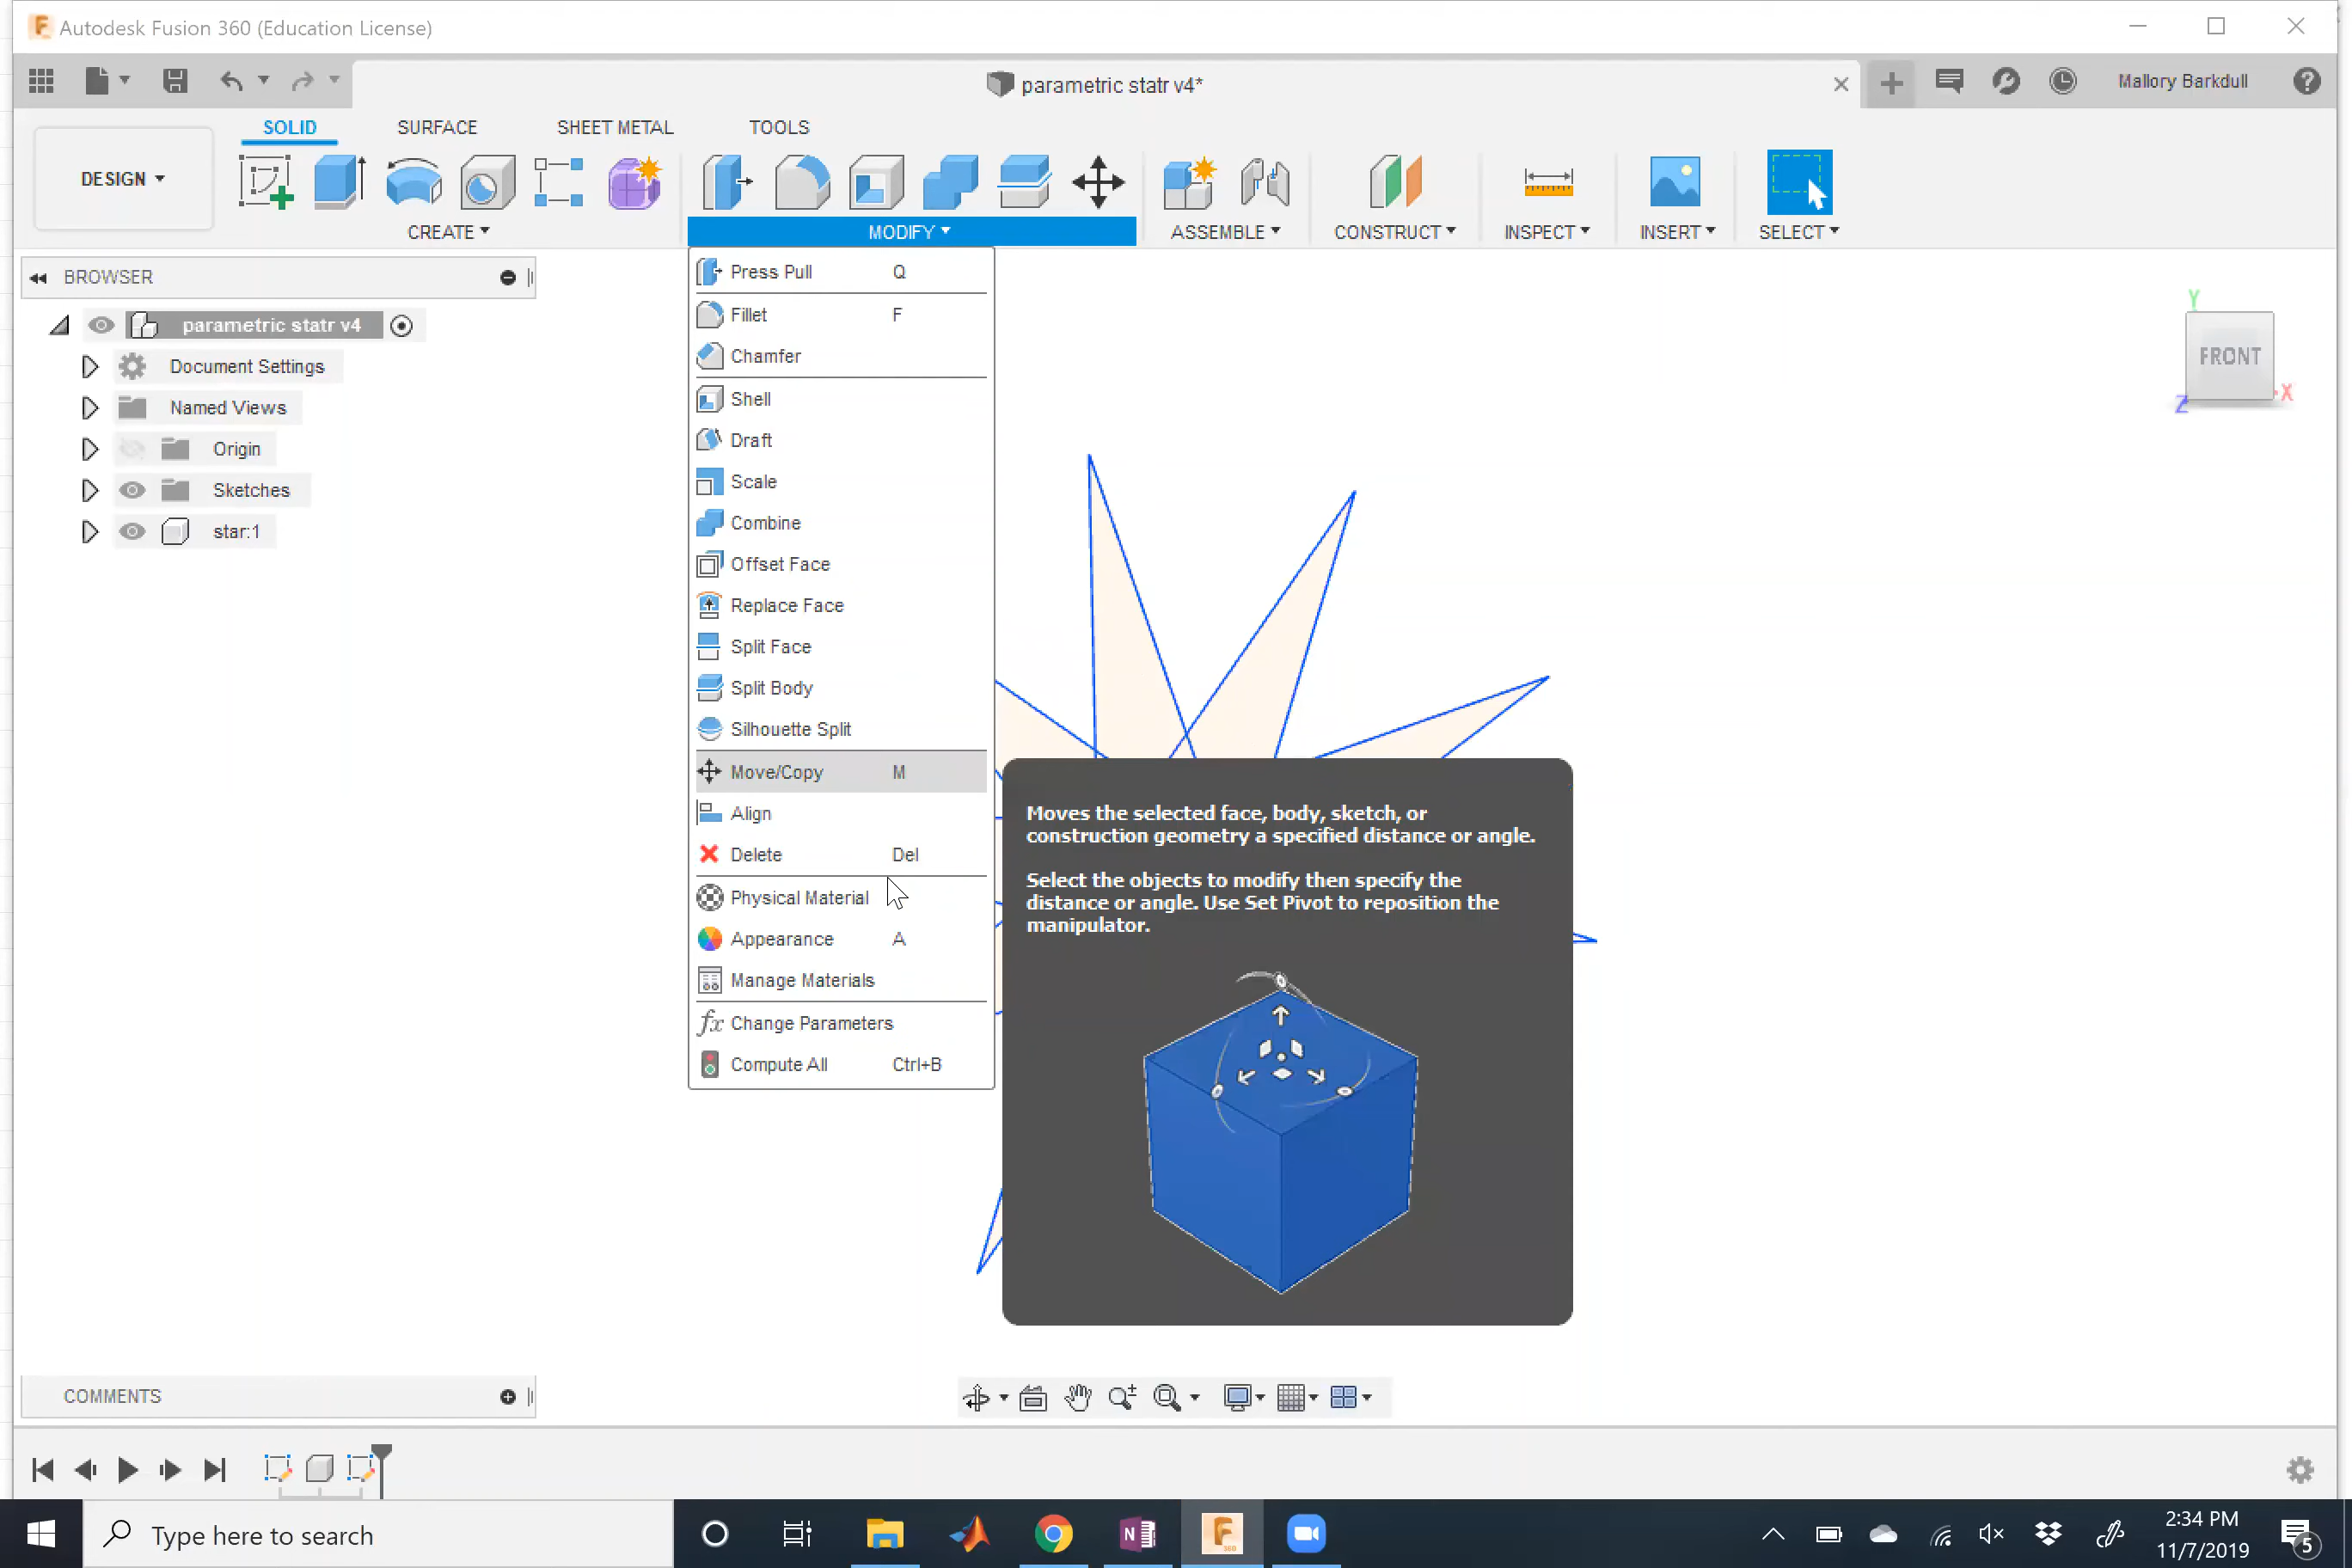 Autodesk Fusion 360 (Education License)
parametric statr v4*
Mallory Barkdull
SOLID
SURFACE
SHEET METAL
TOOLS
DESIGN
CREATE
MODIFY
ASSEMBLE
CONSTRUCT
INSPECT
INSERT
SELECT
BROWSER
parametric statr v4
Document Settings
Named Views
Origin
Sketches
star:1
Press Pull Q
Fillet F
Chamfer
Shell
Draft
Scale
Combine
Offset Face
Replace Face
Split Face
Split Body
Silhouette Split
Move/Copy M
Align
Delete Del
Physical Material
Appearance A
Manage Materials
fx Change Parameters
Compute All Ctrl+B
Moves the selected face, body, sketch, or
construction geometry a specified distance or angle.
Select the objects to modify then specify the
distance or angle. Use Set Pivot to reposition the
manipulator.
Y
FRONT
X
Z
COMMENTS
Type here to search
2:34 PM
11/7/2019
5